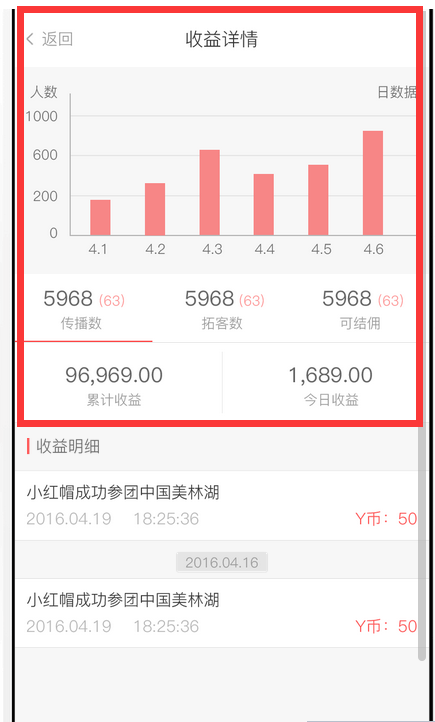 返回 收益详情
人数 日数据
1000
600
200
0
4.1 4.2 4.3 4.4 4.5 4.6
5968 (63) 5968 (63) 5968 (63)
传播数 拓客数 可结佣
96,969.00 1,689.00
累计收益 今日收益
收益明细
小红帽成功参团中国美林湖
2016.04.19 18:25:36 Y币：50
2016.04.16
小红帽成功参团中国美林湖
2016.04.19 18:25:36 Y币：50